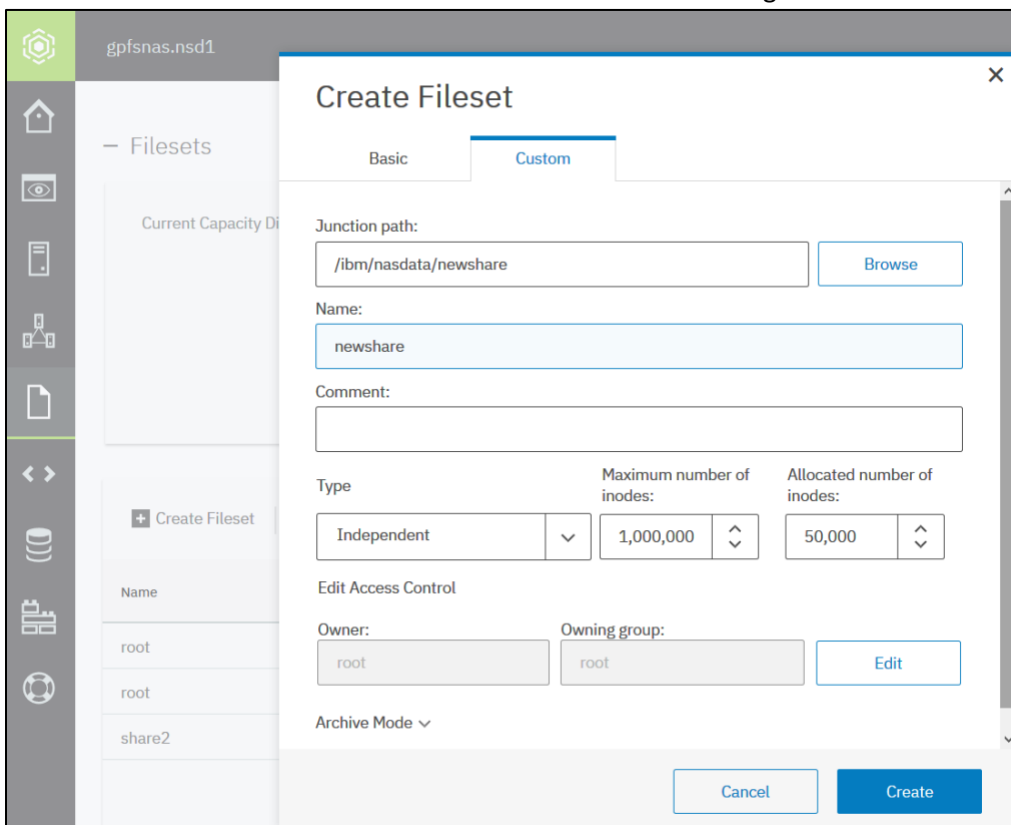 gpfsnas.nsd1
Create Fileset
Basic Custom
– Filesets
Current Capacity Di
Junction path:
/ibm/nasdata/newshare Browse
Name:
newshare
Comment:
Type
Maximum number of
inodes:
Allocated number of
inodes:
Independent 1,000,000 50,000
Create Fileset
Edit Access Control
Name
Owner: Owning group:
root root Edit
root
root
share2
Archive Mode
Cancel Create